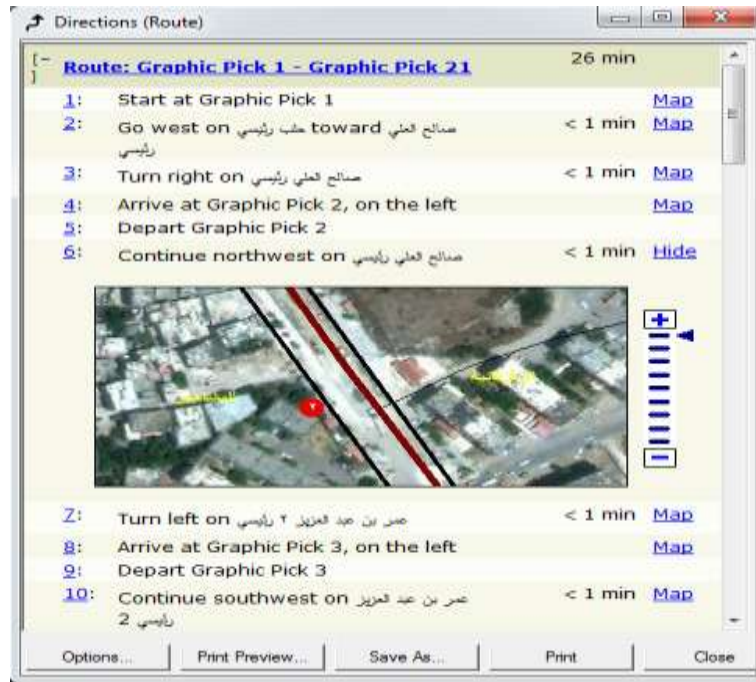 Directions (Route)
[-] Route: Graphic Pick 1 - Graphic Pick 21 26 min
1: Start at Graphic Pick 1 Map
2: Go west on حلب رئيسي toward صالح العلي < 1 min Map
رئيسي
3: Turn right on صالح العلي رئيسي < 1 min Map
4: Arrive at Graphic Pick 2, on the left Map
5: Depart Graphic Pick 2
6: Continue northwest on صالح العلي رئيسي < 1 min Hide
٢
7: Turn left on عمر بن عبد العزيز ٢ رئيسي < 1 min Map
8: Arrive at Graphic Pick 3, on the left Map
9: Depart Graphic Pick 3
10: Continue southwest on عمر بن عبد العزيز < 1 min Map
رئيسي 2
Options... Print Preview... Save As... Print Close